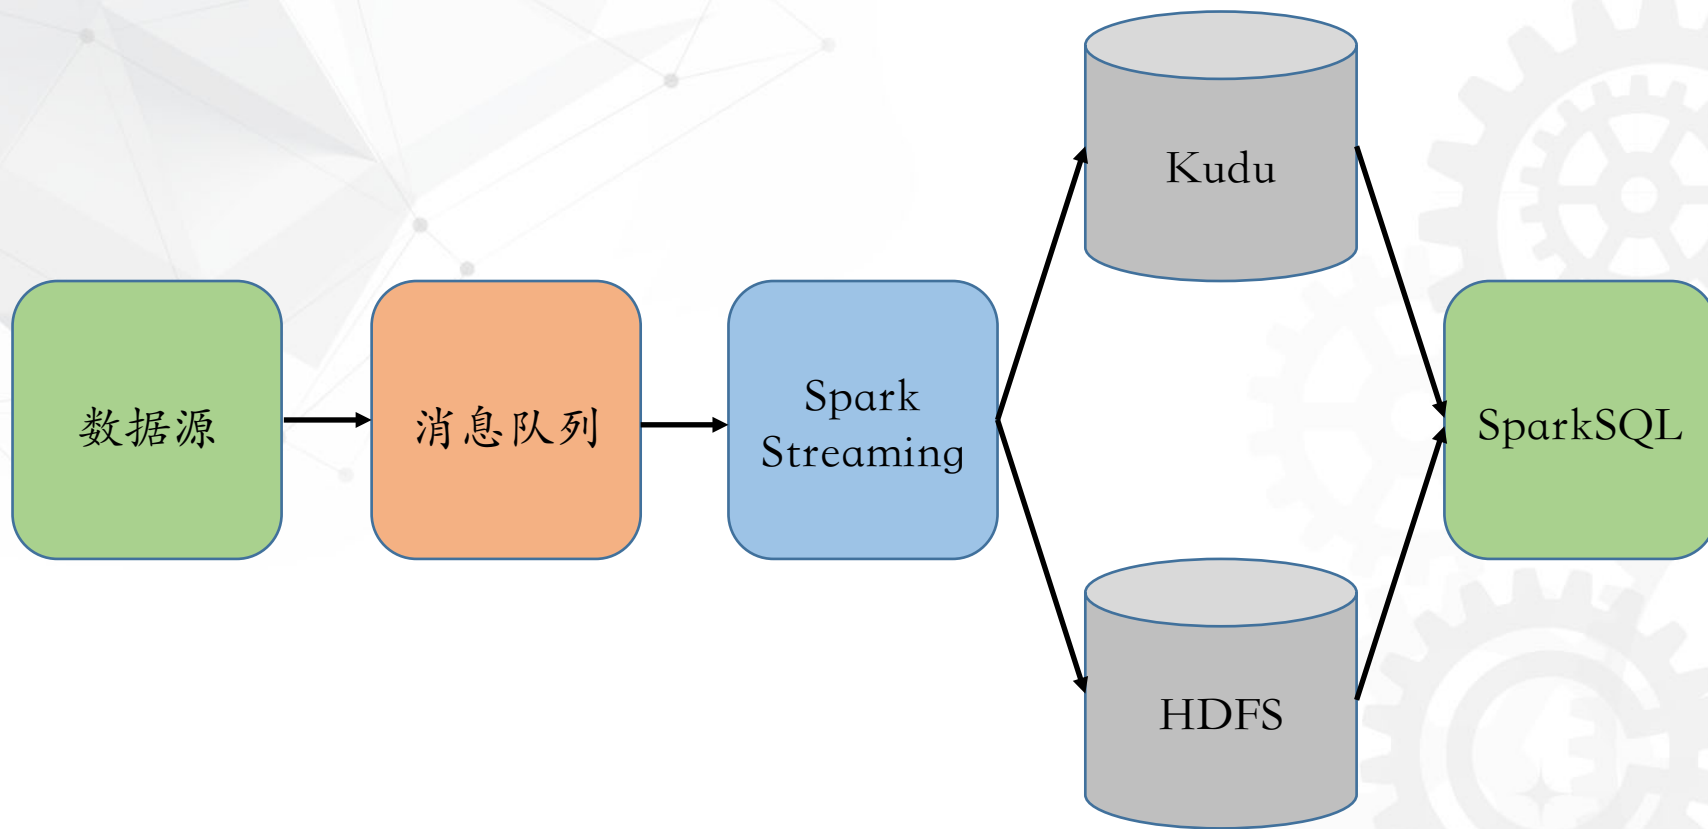 数据源
消息队列
Spark
Streaming
Kudu
HDFS
SparkSQL